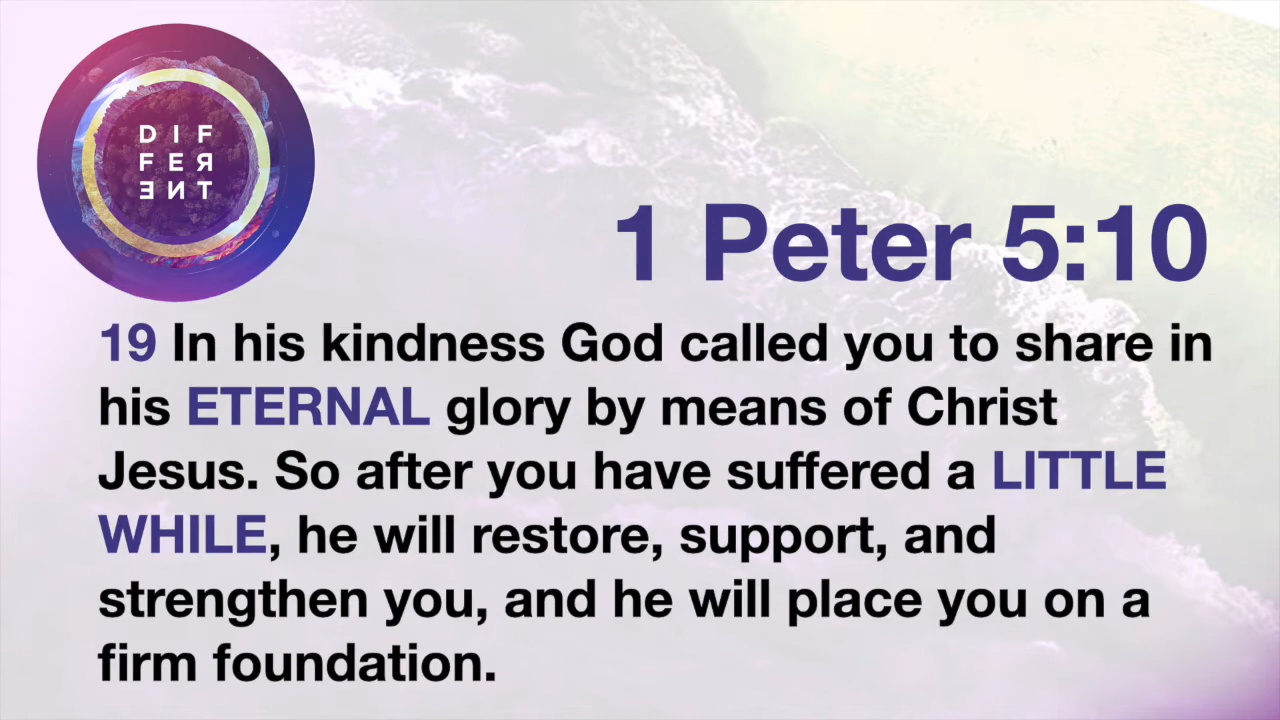 DIF
FEЯ
ƎИT
1 Peter 5:10
19 In his kindness God called you to share in
his ETERNAL glory by means of Christ
Jesus. So after you have suffered a LITTLE
WHILE, he will restore, support, and
strengthen you, and he will place you on a
firm foundation.